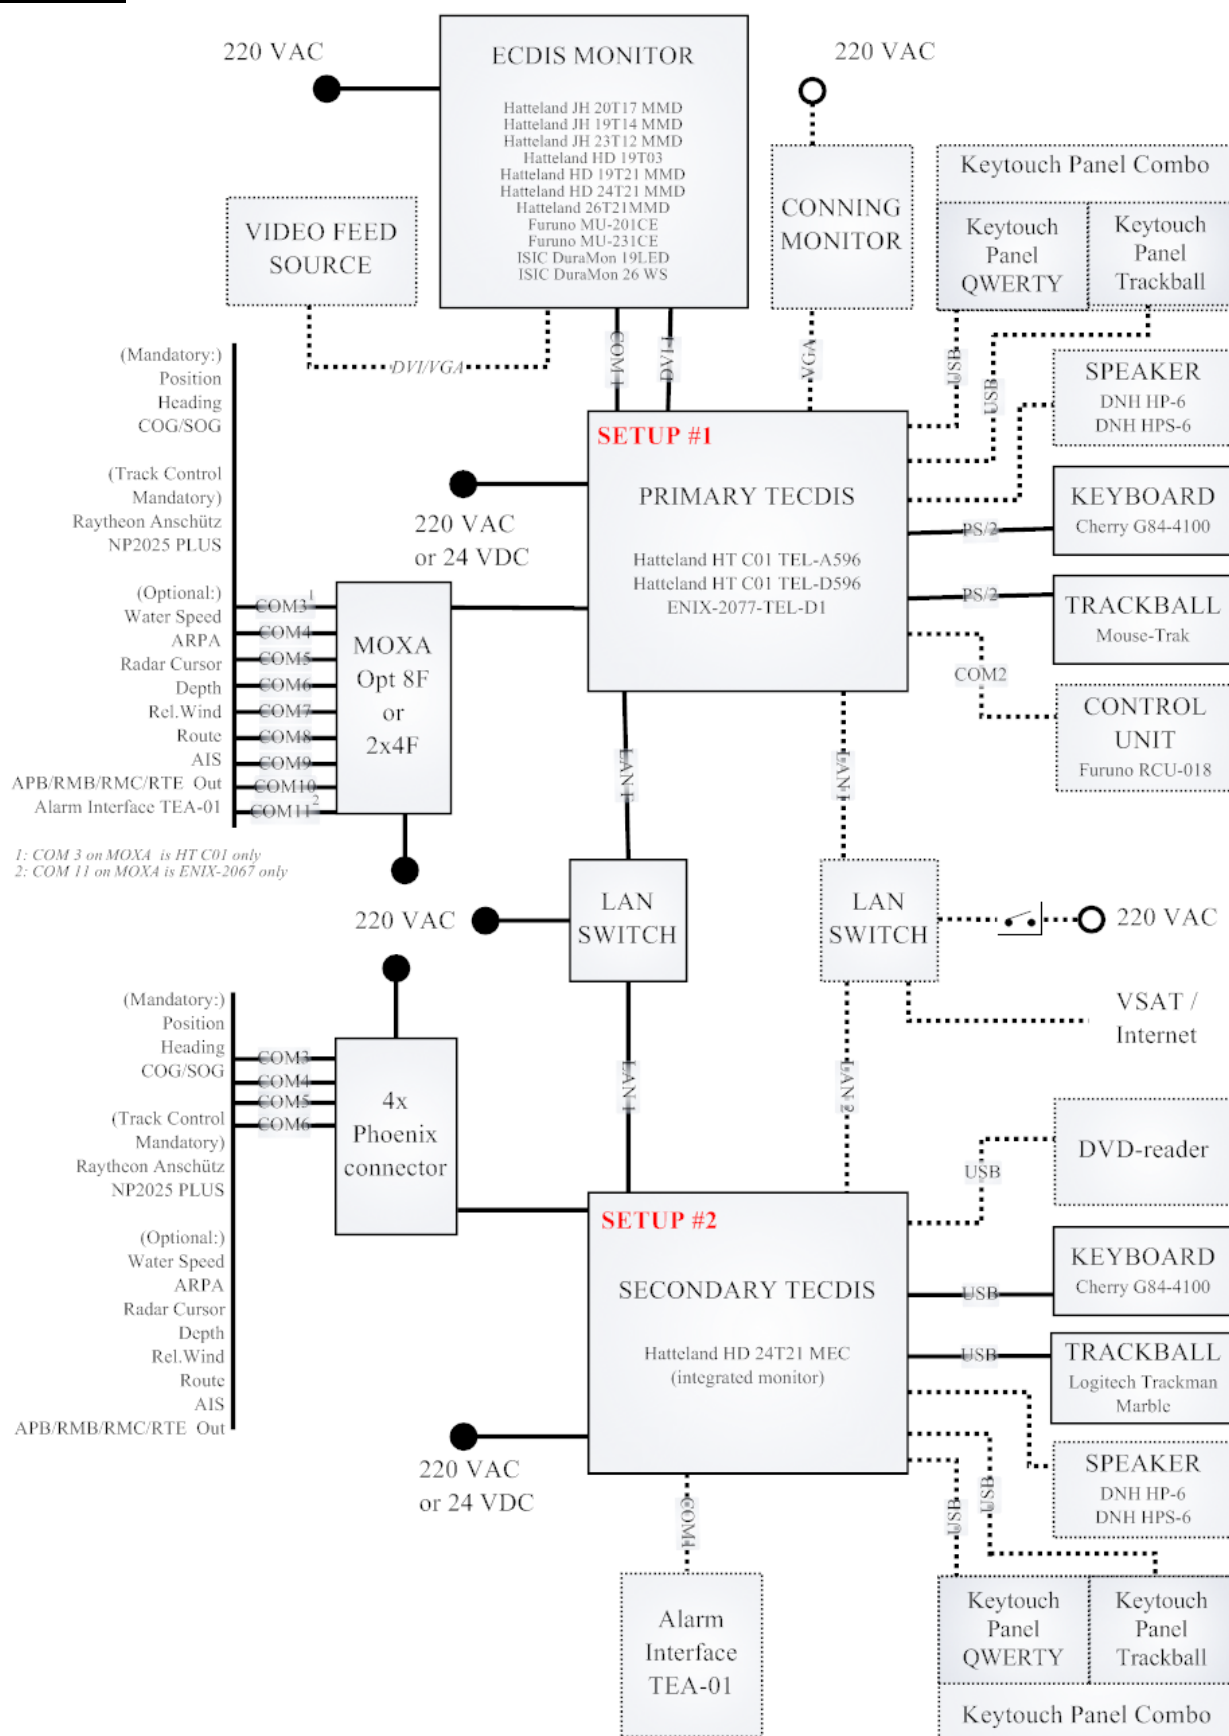 220 VAC
ECDIS MONITOR
Hatteland JH 20T17 MMD
Hatteland JH 19T14 MMD
Hatteland JH 23T12 MMD
Hatteland HD 19T03
Hatteland HD 19T21 MMD
Hatteland HD 24T21 MMD
Hatteland 26T21MMD
Furuno MU-201CE
Furuno MU-231CE
ISIC DuraMon 19LED
ISIC DuraMon 26 WS
220 VAC
VIDEO FEED
SOURCE
CONNING
MONITOR
Keytouch Panel Combo
Keytouch
Panel
QWERTY
Keytouch
Panel
Trackball
DVI/VGA
COM 1
DVI 1
VGA
USB
USB
SPEAKER
DNH HP-6
DNH HPS-6
(Mandatory:)
Position
Heading
COG/SOG
(Track Control
Mandatory)
Raytheon Anschütz
NP2025 PLUS
(Optional:)
Water Speed
ARPA
Radar Cursor
Depth
Rel.Wind
Route
AIS
APB/RMB/RMC/RTE Out
Alarm Interface TEA-01
COM3¹
COM4
COM5
COM6
COM7
COM8
COM9
COM10
COM11²
MOXA
Opt 8F
or
2x4F
1: COM 3 on MOXA is HT C01 only
2: COM 11 on MOXA is ENIX-2067 only
220 VAC
or 24 VDC
SETUP #1
PRIMARY TECDIS
Hatteland HT C01 TEL-A596
Hatteland HT C01 TEL-D596
ENIX-2077-TEL-D1
PS/2
KEYBOARD
Cherry G84-4100
PS/2
TRACKBALL
Mouse-Trak
COM2
CONTROL
UNIT
Furuno RCU-018
LAN 1
LAN 1
220 VAC
LAN
SWITCH
LAN
SWITCH
220 VAC
VSAT /
Internet
LAN 1
LAN 2
(Mandatory:)
Position
Heading
COG/SOG
(Track Control
Mandatory)
Raytheon Anschütz
NP2025 PLUS
(Optional:)
Water Speed
ARPA
Radar Cursor
Depth
Rel.Wind
Route
AIS
APB/RMB/RMC/RTE Out
COM3
COM4
COM5
COM6
4x
Phoenix
connector
220 VAC
or 24 VDC
SETUP #2
SECONDARY TECDIS
Hatteland HD 24T21 MEC
(integrated monitor)
USB
DVD-reader
USB
KEYBOARD
Cherry G84-4100
USB
TRACKBALL
Logitech Trackman
Marble
SPEAKER
DNH HP-6
DNH HPS-6
COM1
USB
USB
Alarm
Interface
TEA-01
Keytouch
Panel
QWERTY
Keytouch
Panel
Trackball
Keytouch Panel Combo